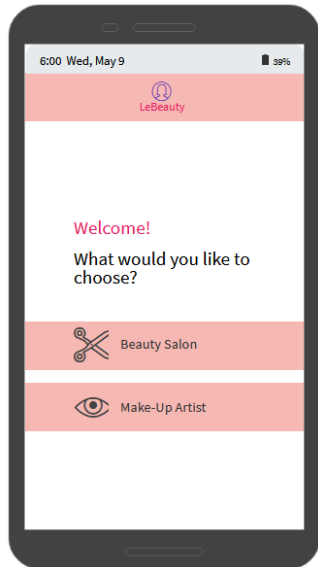 6:00 Wed, May 9 39%
LeBeauty
Welcome!
What would you like to
choose?
Beauty Salon
Make-Up Artist